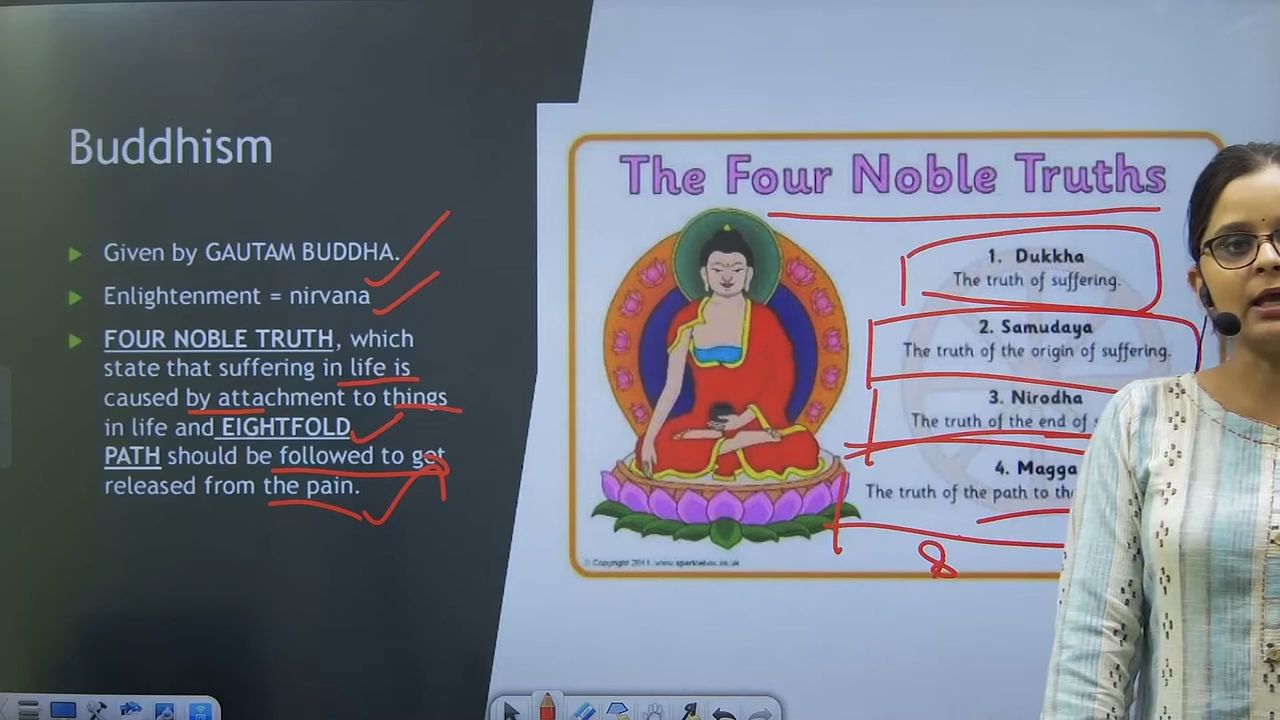 Buddhism
Given by GAUTAM BUDDHA.
Enlightenment = nirvana
FOUR NOBLE TRUTH, which
state that suffering in life is
caused by attachment to things
in life and EIGHTFOLD
PATH should be followed to get
released from the pain.
The Four Noble Truths
1. Dukkha
The truth of suffering.
2. Samudaya
The truth of the origin of suffering.
3. Nirodha
The truth of the end of
4. Magga
The truth of the path to the
8
© Copyright 2011